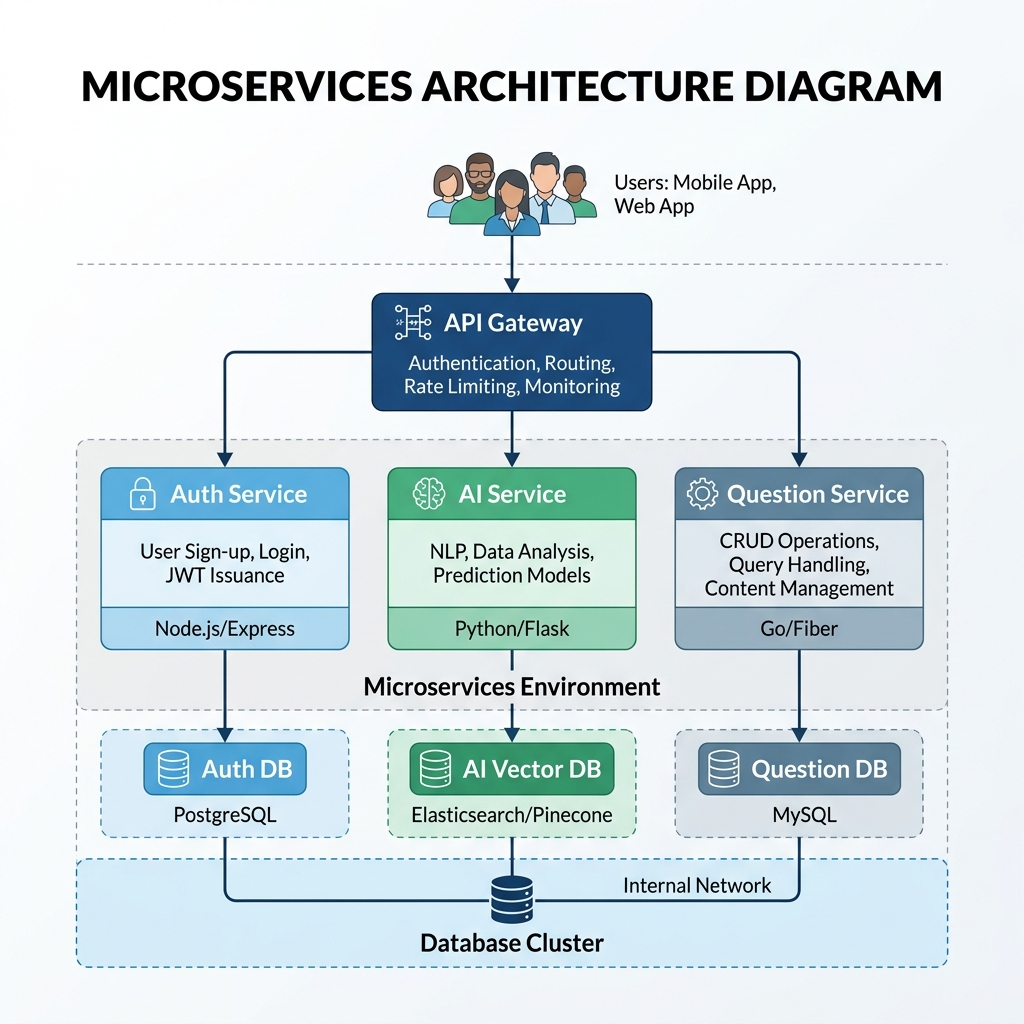 MICROSERVICES ARCHITECTURE DIAGRAM
Users: Mobile App,
Web App
API Gateway
Authentication, Routing,
Rate Limiting, Monitoring
Auth Service
User Sign-up, Login,
JWT Issuance
Node.js/Express
AI Service
NLP, Data Analysis,
Prediction Models
Python/Flask
Question Service
CRUD Operations,
Query Handling,
Content Management
Go/Fiber
Microservices Environment
Auth DB
PostgreSQL
AI Vector DB
Elasticsearch/Pinecone
Question DB
MySQL
Internal Network
Database Cluster